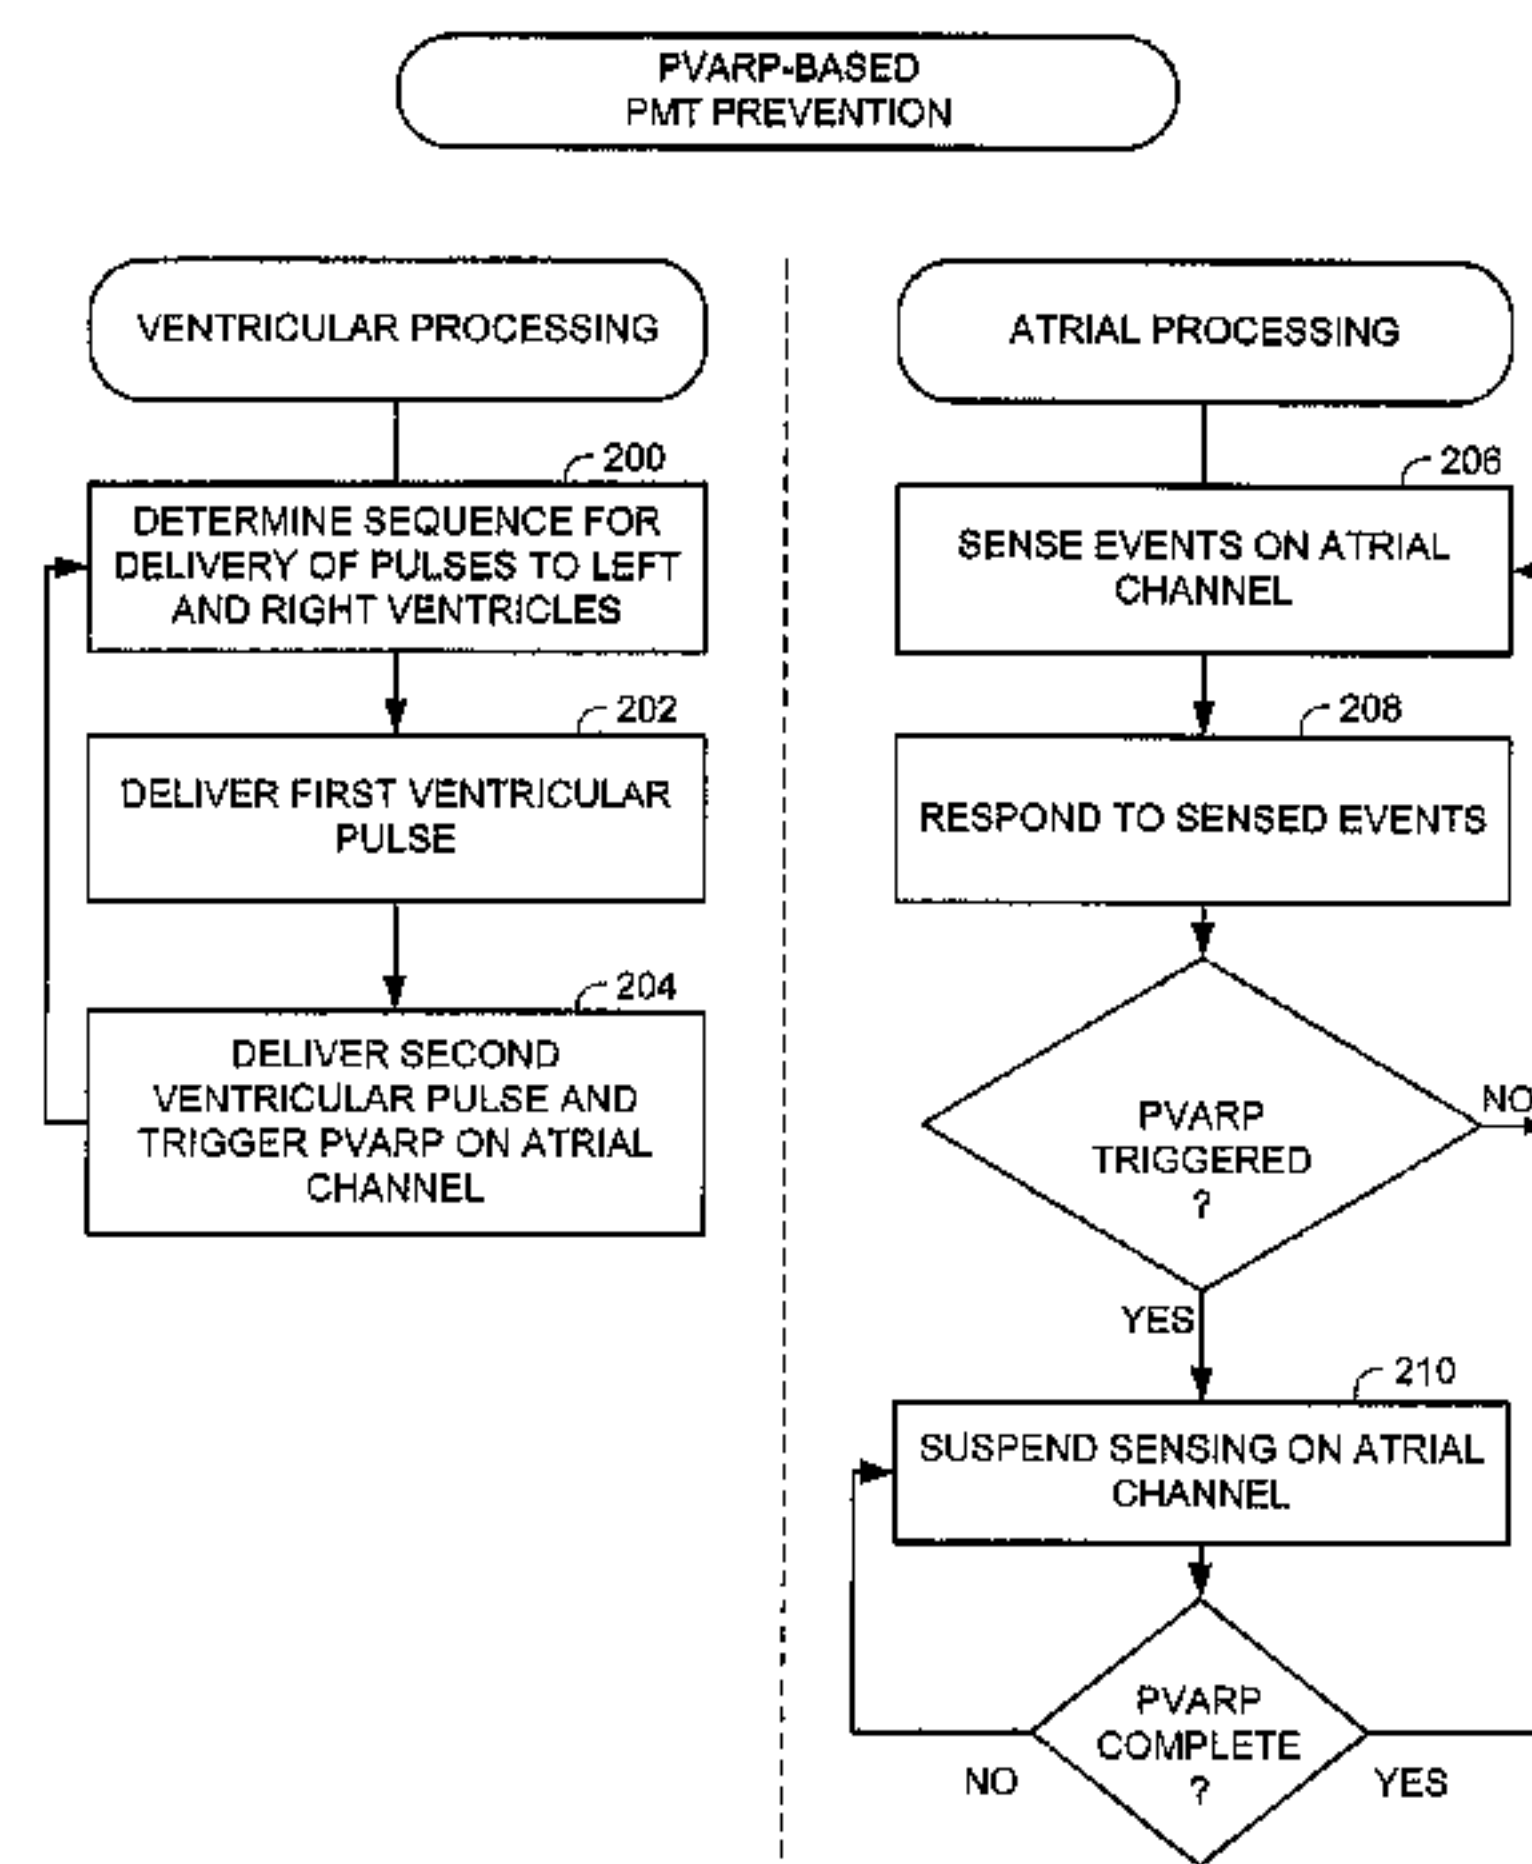 PVARP-BASED
PMT PREVENTION
VENTRICULAR PROCESSING
200
DETERMINE SEQUENCE FOR
DELIVERY OF PULSES TO LEFT
AND RIGHT VENTRICLES
202
DELIVER FIRST VENTRICULAR
PULSE
204
DELIVER SECOND
VENTRICULAR PULSE AND
TRIGGER PVARP ON ATRIAL
CHANNEL
ATRIAL PROCESSING
206
SENSE EVENTS ON ATRIAL
CHANNEL
208
RESPOND TO SENSED EVENTS
PVARP
TRIGGERED
?
NO
YES
210
SUSPEND SENSING ON ATRIAL
CHANNEL
PVARP
COMPLETE
?
NO
YES